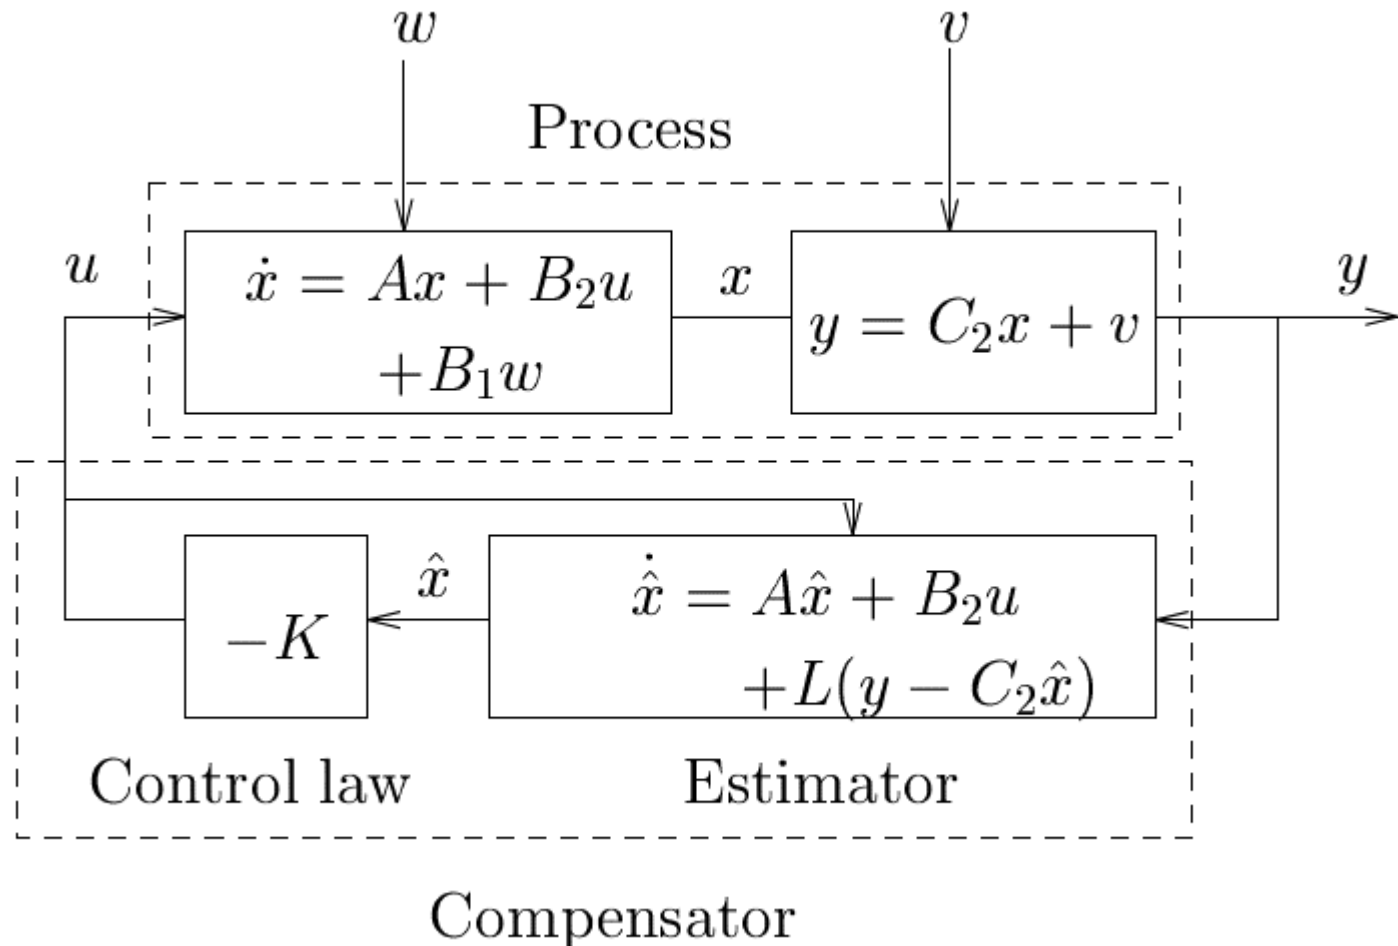 w
v
Process
u
ẋ = Ax + B₂u
+B₁w
x
y = C₂x + v
y
x̂
−K
x̂̇ = Ax̂ + B₂u
+L(y − C₂x̂)
Control law
Estimator
Compensator